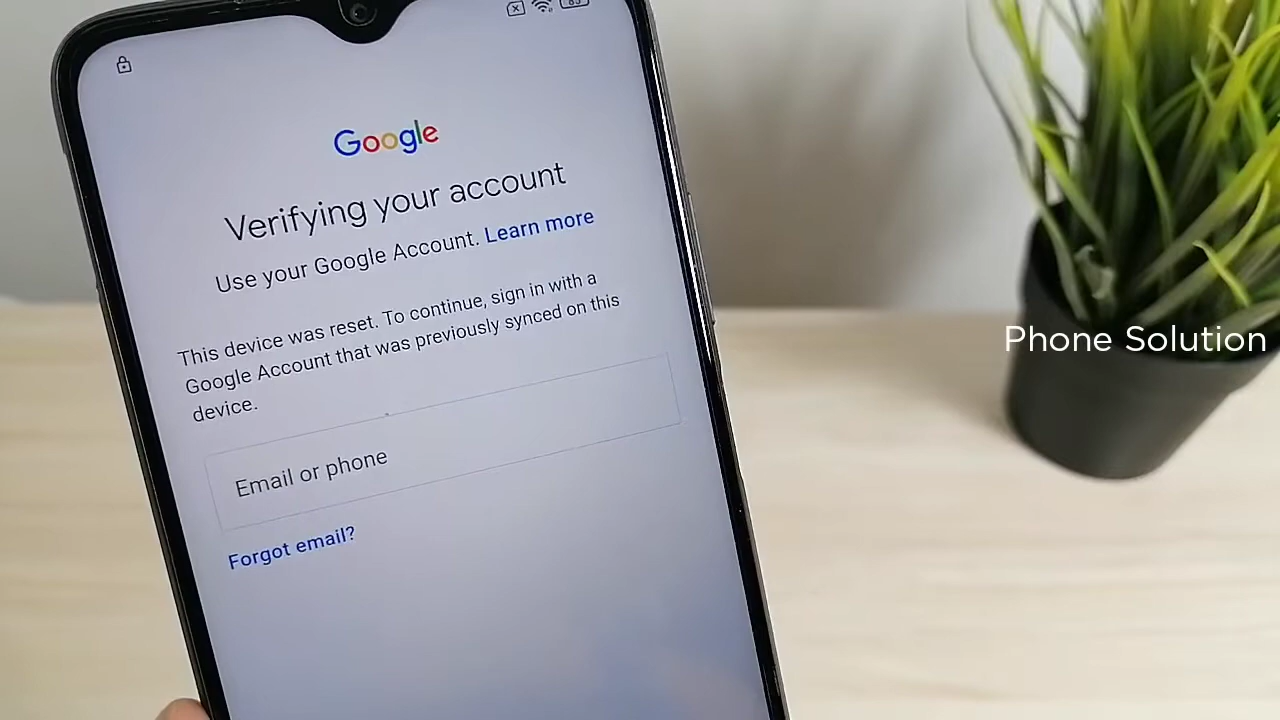 83
Google
Verifying your account
Use your Google Account. Learn more
This device was reset. To continue, sign in with a
Google Account that was previously synced on this
device.
Email or phone
Forgot email?
Phone Solution